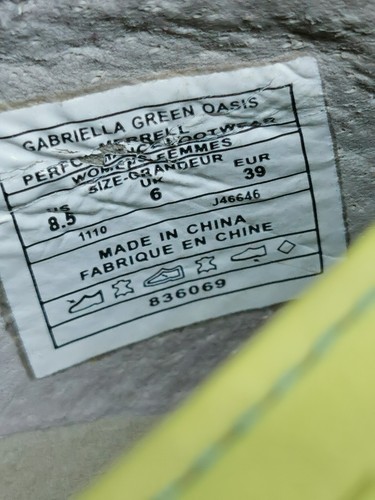 GABRIELLA GREEN OASIS
MERRELL
PERFORMANCE FOOTWEAR
WOMEN'S-FEMMES
SIZE-GRANDEUR
US UK EUR
8.5 6 39
1110 J46646
MADE IN CHINA
FABRIQUE EN CHINE
836069